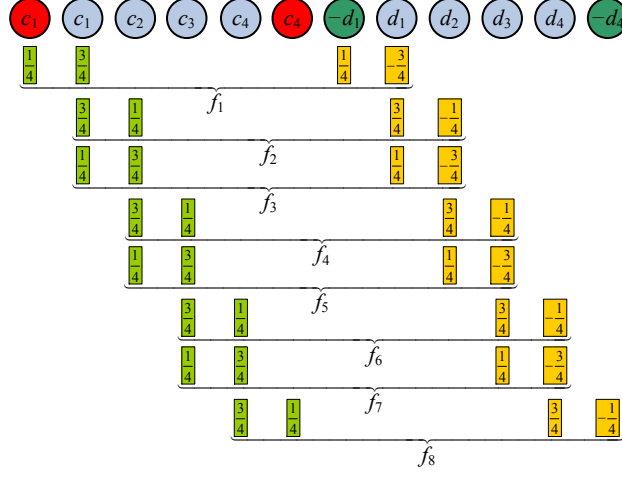 c₁ c₁ c₂ c₃ c₄ c₄ −d₁ d₁ d₂ d₃ d₄ −d₄
1/4 3/4 1/4 −3/4
f₁
3/4 1/4 3/4 −1/4
f₂
1/4 3/4 1/4 −3/4
f₃
3/4 1/4 3/4 −1/4
f₄
1/4 3/4 1/4 −3/4
f₅
3/4 1/4 3/4 −1/4
f₆
1/4 3/4 1/4 −3/4
f₇
3/4 1/4 3/4 −1/4
f₈